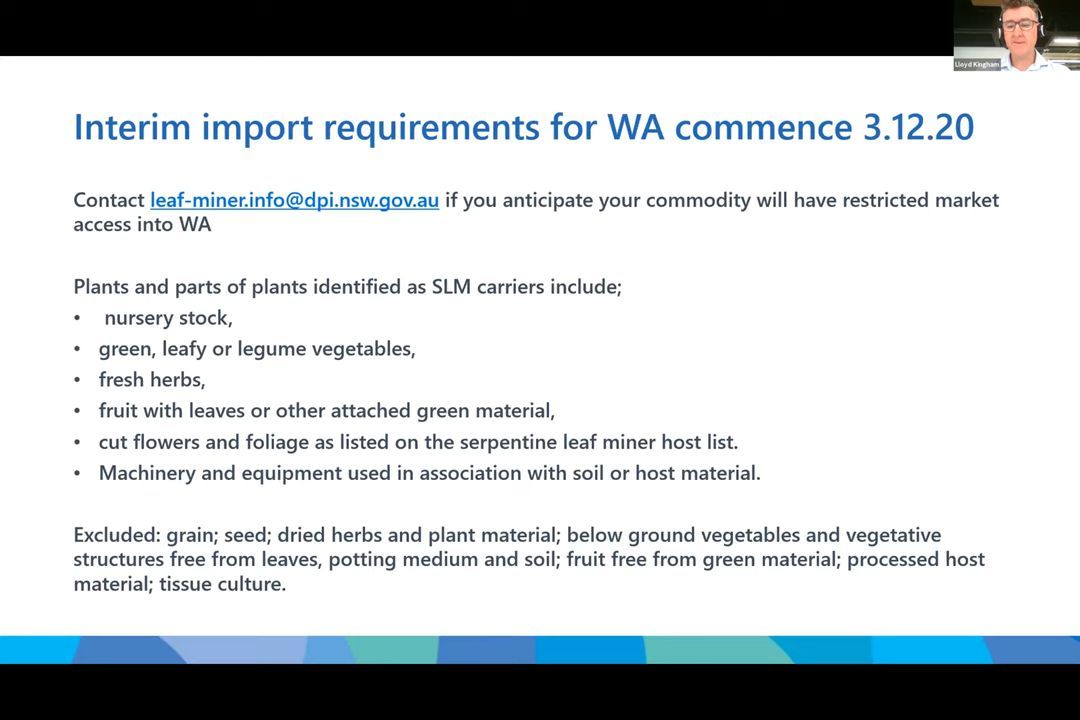 Lloyd Kingham
Interim import requirements for WA commence 3.12.20
Contact leaf-miner.info@dpi.nsw.gov.au if you anticipate your commodity will have restricted market
access into WA
Plants and parts of plants identified as SLM carriers include;
• nursery stock,
• green, leafy or legume vegetables,
• fresh herbs,
• fruit with leaves or other attached green material,
• cut flowers and foliage as listed on the serpentine leaf miner host list.
• Machinery and equipment used in association with soil or host material.
Excluded: grain; seed; dried herbs and plant material; below ground vegetables and vegetative
structures free from leaves, potting medium and soil; fruit free from green material; processed host
material; tissue culture.